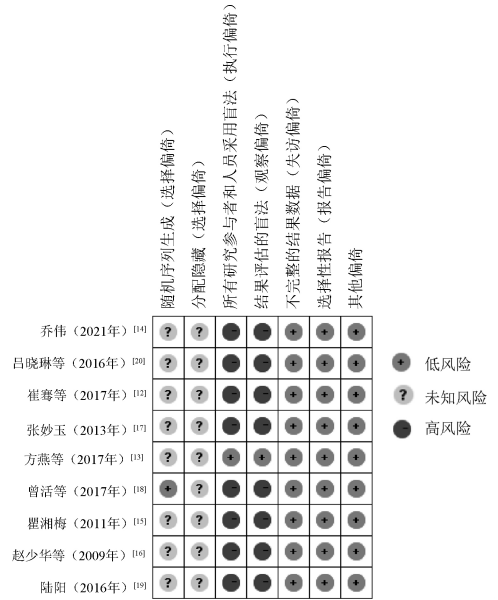 随机序列生成（选择偏倚）
分配隐藏（选择偏倚）
所有研究参与者和人员采用盲法（执行偏倚）
结果评估的盲法（观察偏倚）
不完整的结果数据（失访偏倚）
选择性报告（报告偏倚）
其他偏倚
乔伟（2021年）[14] ? ? - - + + +
吕晓琳等（2016年）[20] ? ? - - + + +
崔骞等（2017年）[12] ? ? - - + + +
张妙玉（2013年）[17] ? ? - - + + +
方燕等（2017年）[13] ? ? + + + + +
曾活等（2017年）[18] + ? - - + + +
瞿湘梅（2011年）[15] ? ? - - + + +
赵少华等（2009年）[16] ? ? - - + + +
陆阳（2016年）[19] ? ? - - + + +
+ 低风险
? 未知风险
- 高风险